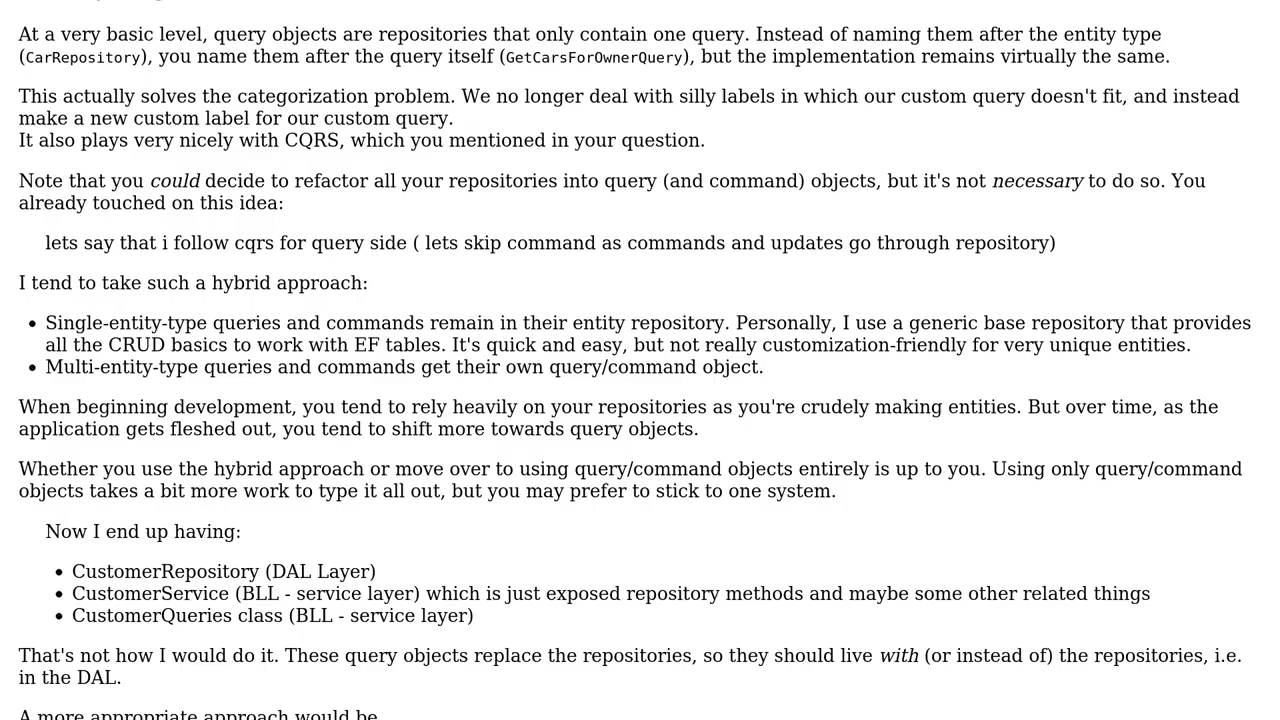 At a very basic level, query objects are repositories that only contain one query. Instead of naming them after the entity type
(CarRepository), you name them after the query itself (GetCarsForOwnerQuery), but the implementation remains virtually the same.
This actually solves the categorization problem. We no longer deal with silly labels in which our custom query doesn't fit, and instead
make a new custom label for our custom query.
It also plays very nicely with CQRS, which you mentioned in your question.
Note that you could decide to refactor all your repositories into query (and command) objects, but it's not necessary to do so. You
already touched on this idea:
lets say that i follow cqrs for query side ( lets skip command as commands and updates go through repository)
I tend to take such a hybrid approach:
• Single-entity-type queries and commands remain in their entity repository. Personally, I use a generic base repository that provides
all the CRUD basics to work with EF tables. It's quick and easy, but not really customization-friendly for very unique entities.
• Multi-entity-type queries and commands get their own query/command object.
When beginning development, you tend to rely heavily on your repositories as you're crudely making entities. But over time, as the
application gets fleshed out, you tend to shift more towards query objects.
Whether you use the hybrid approach or move over to using query/command objects entirely is up to you. Using only query/command
objects takes a bit more work to type it all out, but you may prefer to stick to one system.
Now I end up having:
• CustomerRepository (DAL Layer)
• CustomerService (BLL - service layer) which is just exposed repository methods and maybe some other related things
• CustomerQueries class (BLL - service layer)
That's not how I would do it. These query objects replace the repositories, so they should live with (or instead of) the repositories, i.e.
in the DAL.
A more appropriate approach would be